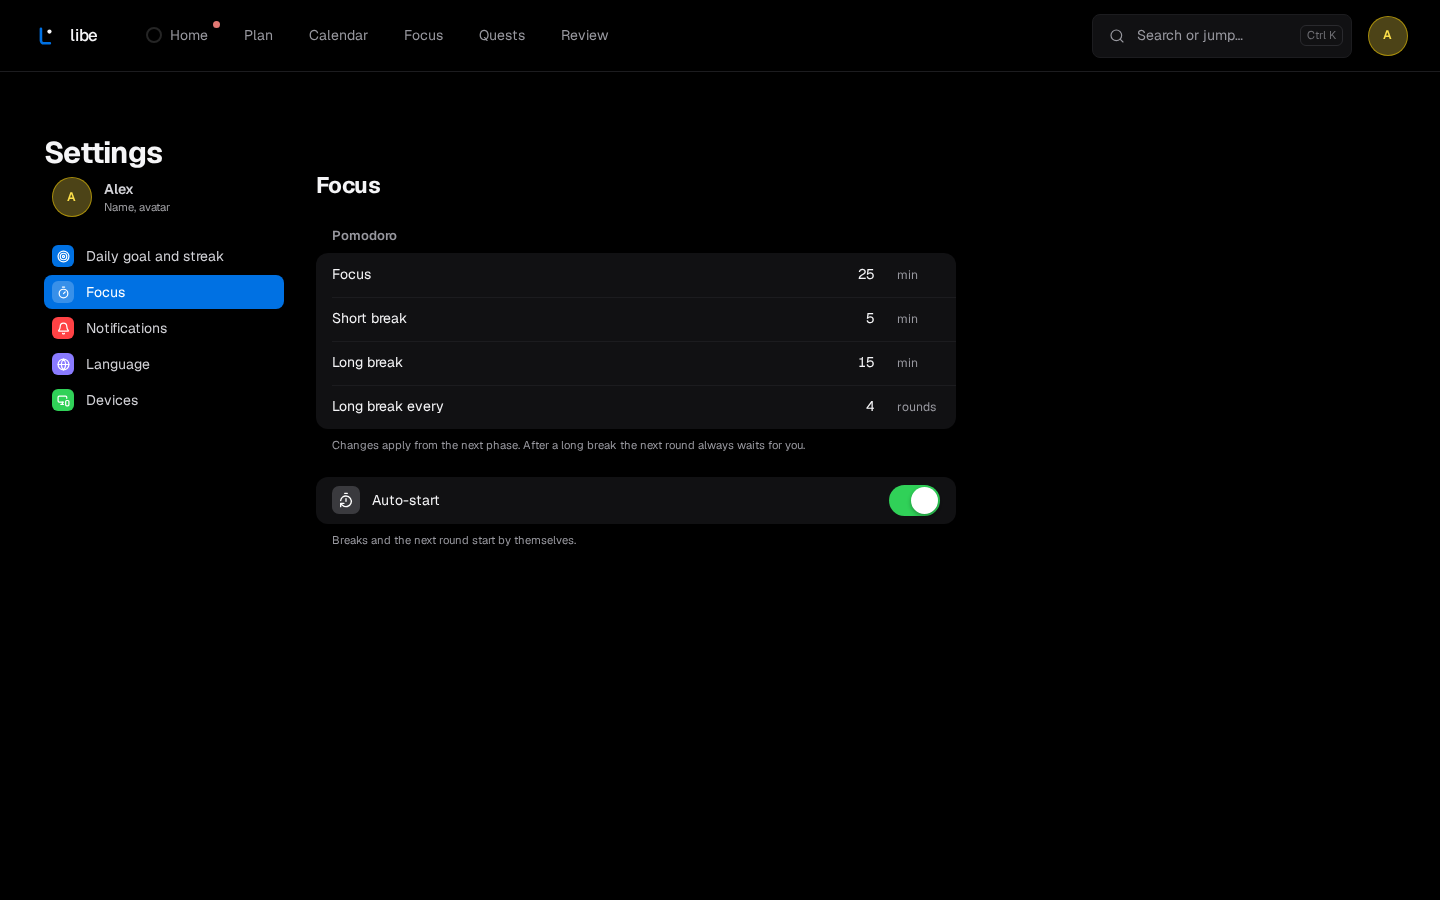 libe
Home
Plan
Calendar
Focus
Quests
Review
Search or jump...
Ctrl K
A
Settings
A
Alex
Name, avatar
Daily goal and streak
Focus
Notifications
Language
Devices
Focus
Pomodoro
Focus 25 min
Short break 5 min
Long break 15 min
Long break every 4 rounds
Changes apply from the next phase. After a long break the next round always waits for you.
Auto-start
Breaks and the next round start by themselves.